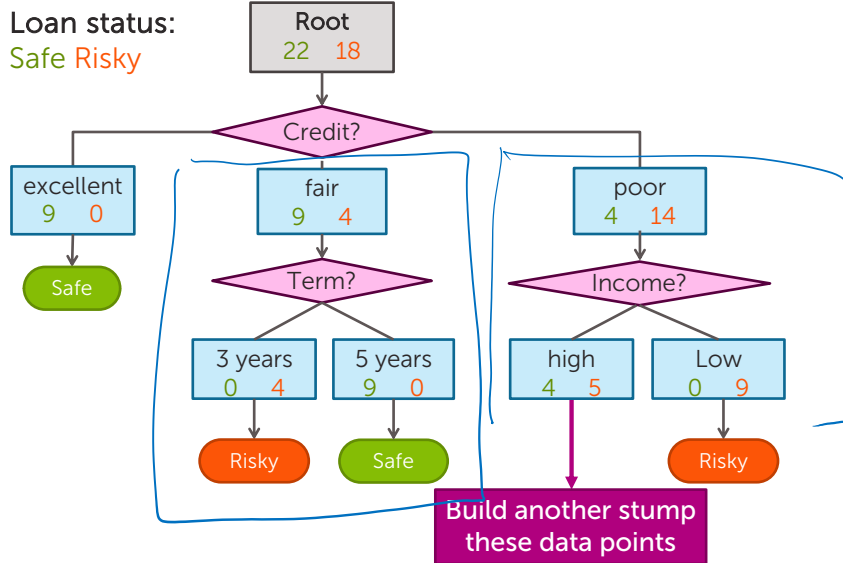 Loan status:
Safe Risky
Root
22 18
Credit?
excellent
9 0
fair
9 4
poor
4 14
Safe
Term?
Income?
3 years
0 4
5 years
9 0
high
4 5
Low
0 9
Risky
Safe
Risky
Build another stump
these data points